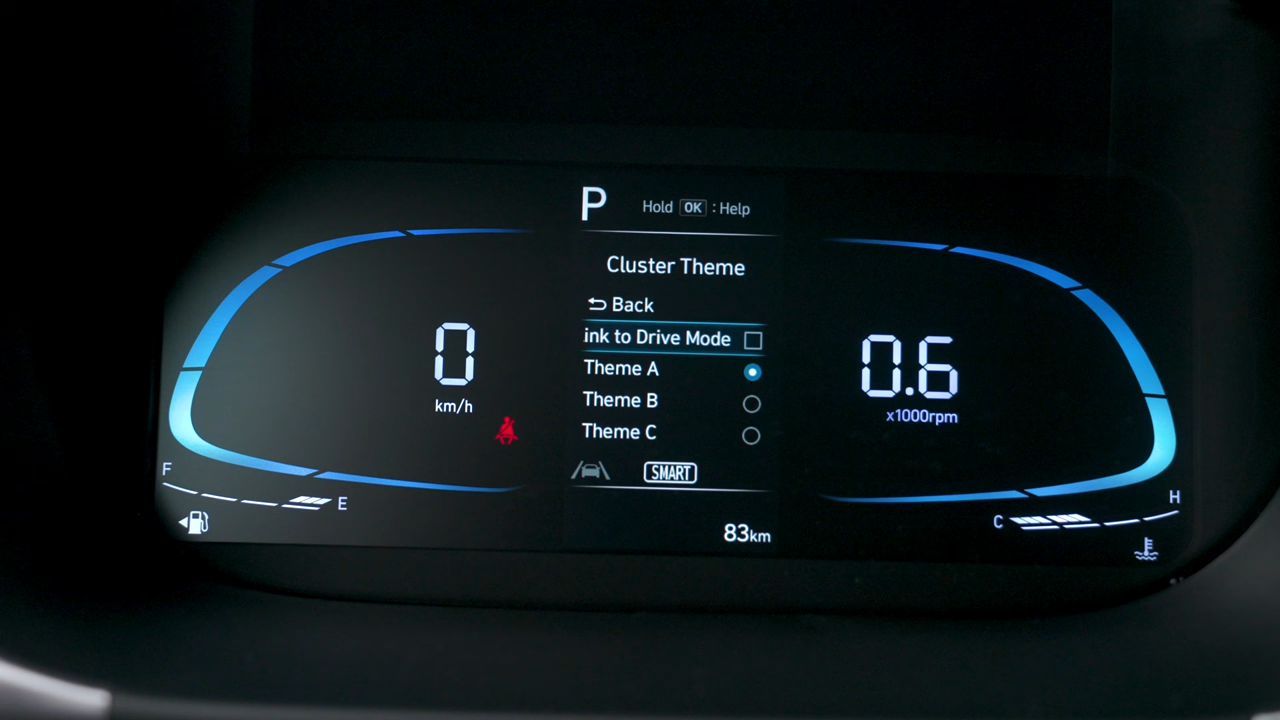 P
Hold OK : Help
Cluster Theme
Back
ink to Drive Mode
Theme A
Theme B
Theme C
SMART
83km
0
km/h
F
E
0.6
x1000rpm
C
H